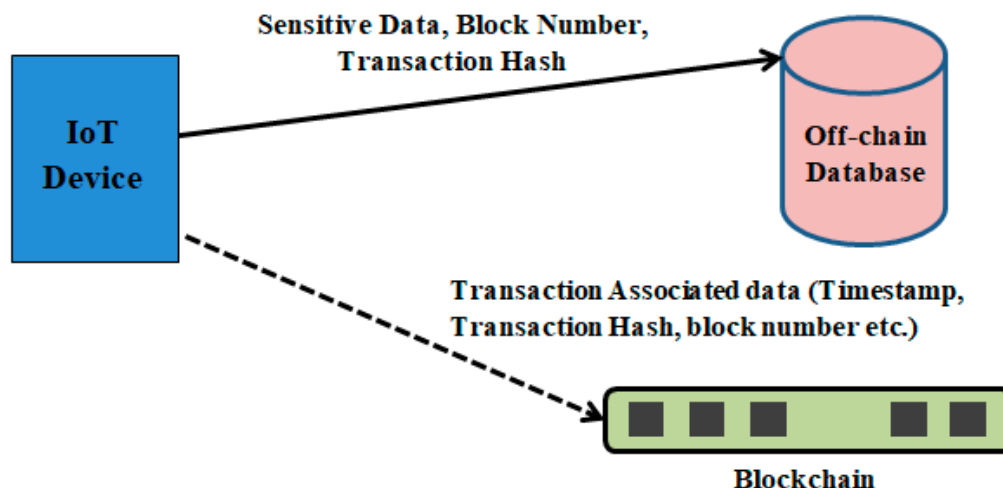 Sensitive Data, Block Number,
Transaction Hash
IoT
Device
Off-chain
Database
Transaction Associated data (Timestamp,
Transaction Hash, block number etc.)
Blockchain